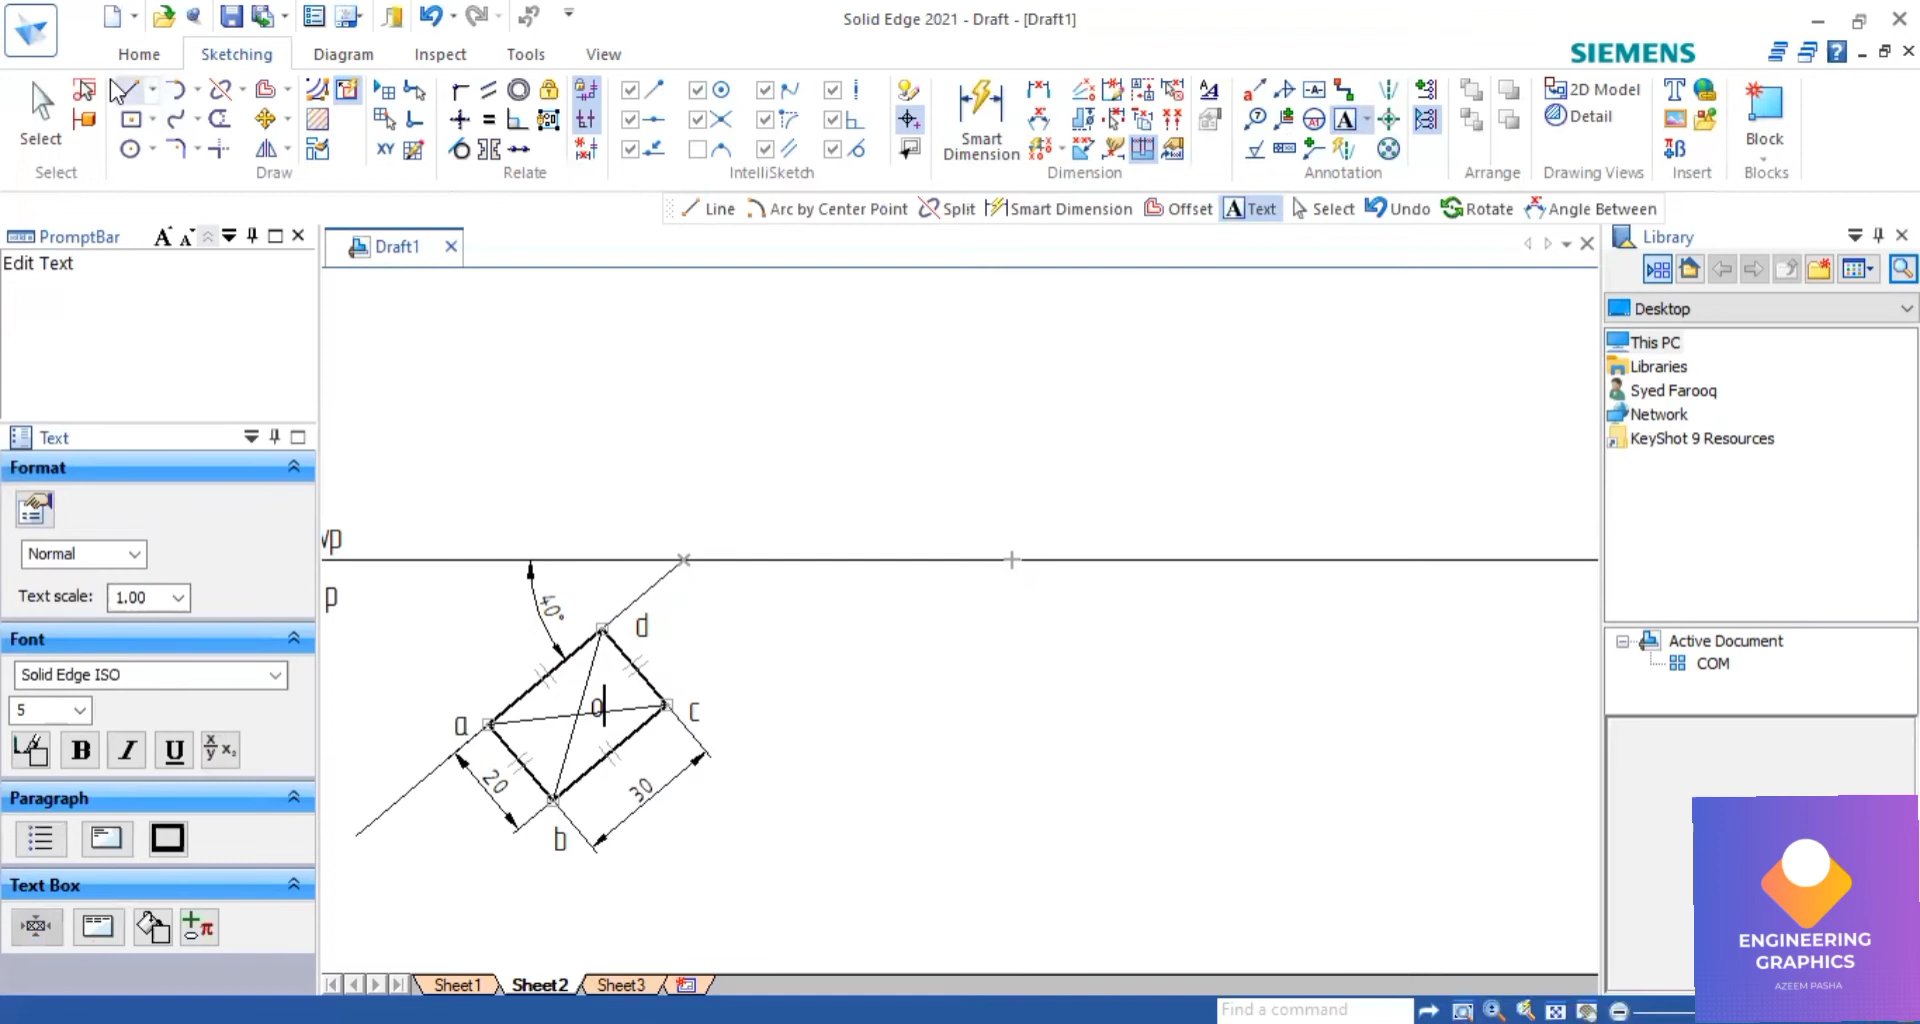 Solid Edge 2021 - Draft - [Draft1]
Home
Sketching
Diagram
Inspect
Tools
View
SIEMENS
Select
2D Model
Detail
Smart
Dimension
Block
Select
Draw
Relate
IntelliSketch
Dimension
Annotation
Arrange
Drawing Views
Insert
Blocks
Line
Arc by Center Point
Split
Smart Dimension
Offset
Text
Select
Undo
Rotate
Angle Between
PromptBar
Edit Text
Draft1
Library
Desktop
This PC
Libraries
Syed Farooq
Network
KeyShot 9 Resources
Active Document
COM
Text
Format
Normal
Text scale: 1.00
Font
Solid Edge ISO
5
B I U
Paragraph
Text Box
vp
p
40°
d
o
a
c
20
30
b
Sheet1
Sheet2
Sheet3
Find a command
ENGINEERING
GRAPHICS
AZEEM PASHA